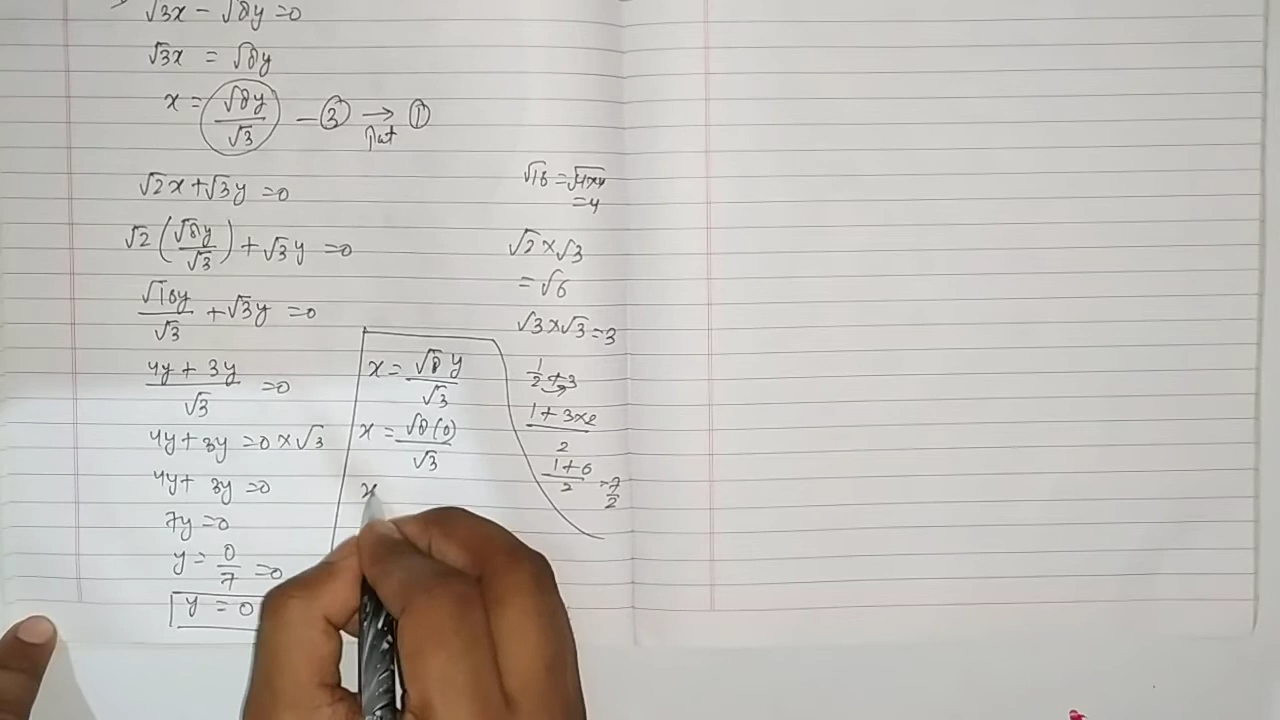 √3x - √8y = 0
√3x = √8y
x = √8y/√3 - ③ → Put ①
√2x + √3y = 0
√2 (√8y/√3) + √3y = 0
√16y/√3 + √3y = 0
4y + 3y/√3 = 0
4y + 3y = 0 × √3
4y + 3y = 0
7y = 0
y = 0/7 = 0
y = 0
x = √8 y/√3
x = √8(0)/√3
x
√16 = √4×4
= 4
√2 × √3
= √6
√3 × √3 = 3
1/2 + 3
1 + 3×2/2
1 + 6/2 = 7/2